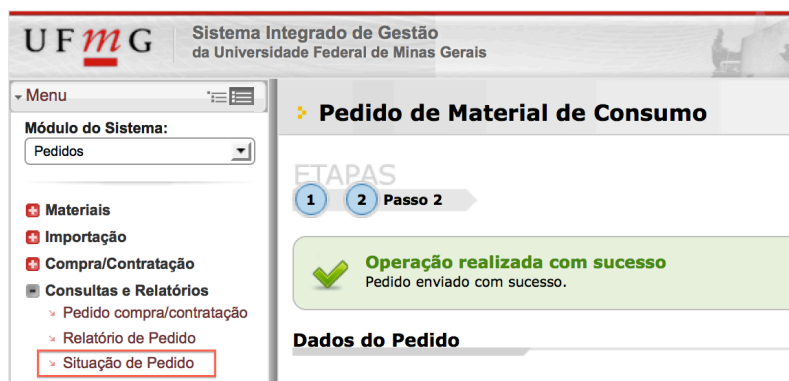 UFmG
Sistema Integrado de Gestão
da Universidade Federal de Minas Gerais
Menu
Módulo do Sistema:
Pedidos
Materiais
Importação
Compra/Contratação
Consultas e Relatórios
Pedido compra/contratação
Relatório de Pedido
Situação de Pedido
Pedido de Material de Consumo
ETAPAS
1 2 Passo 2
Operação realizada com sucesso
Pedido enviado com sucesso.
Dados do Pedido